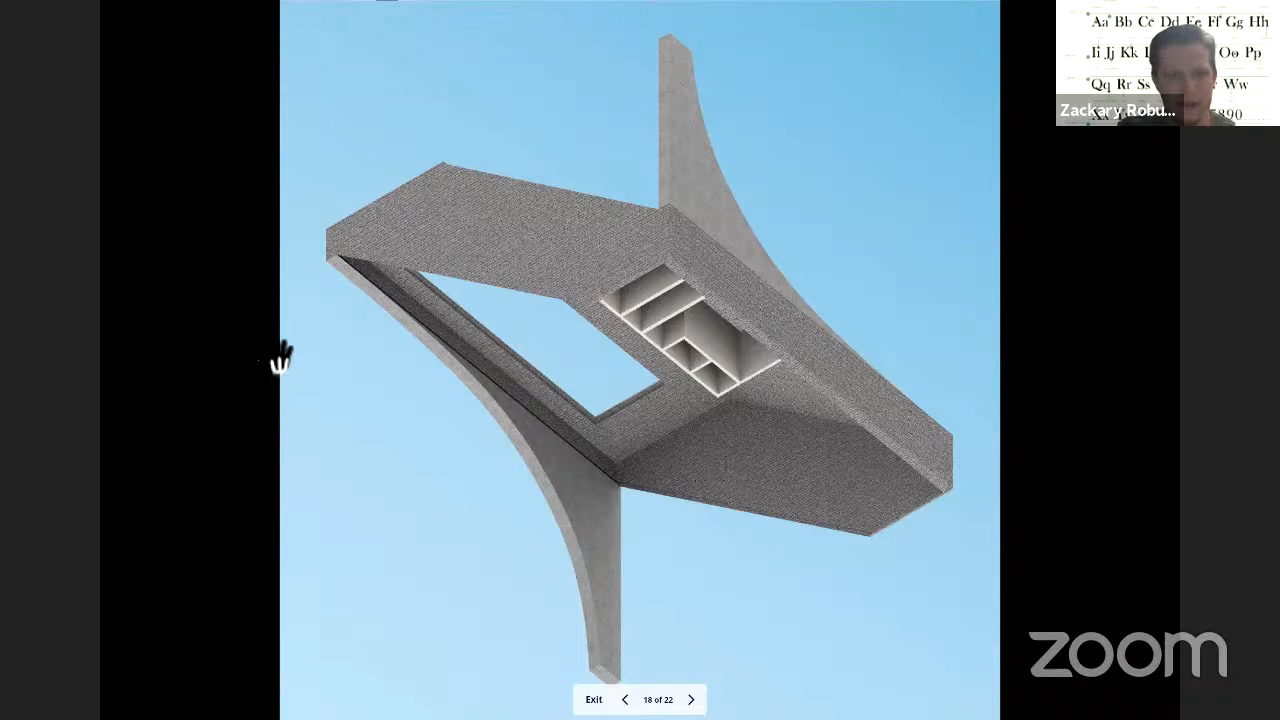 Aa Bb Cc Dd Ee Ff Gg Hh
Ii Jj Kk
Oo Pp
Qq Rr Ss
Ww
Zackary Robu...
890
Exit
18 of 22
zoom